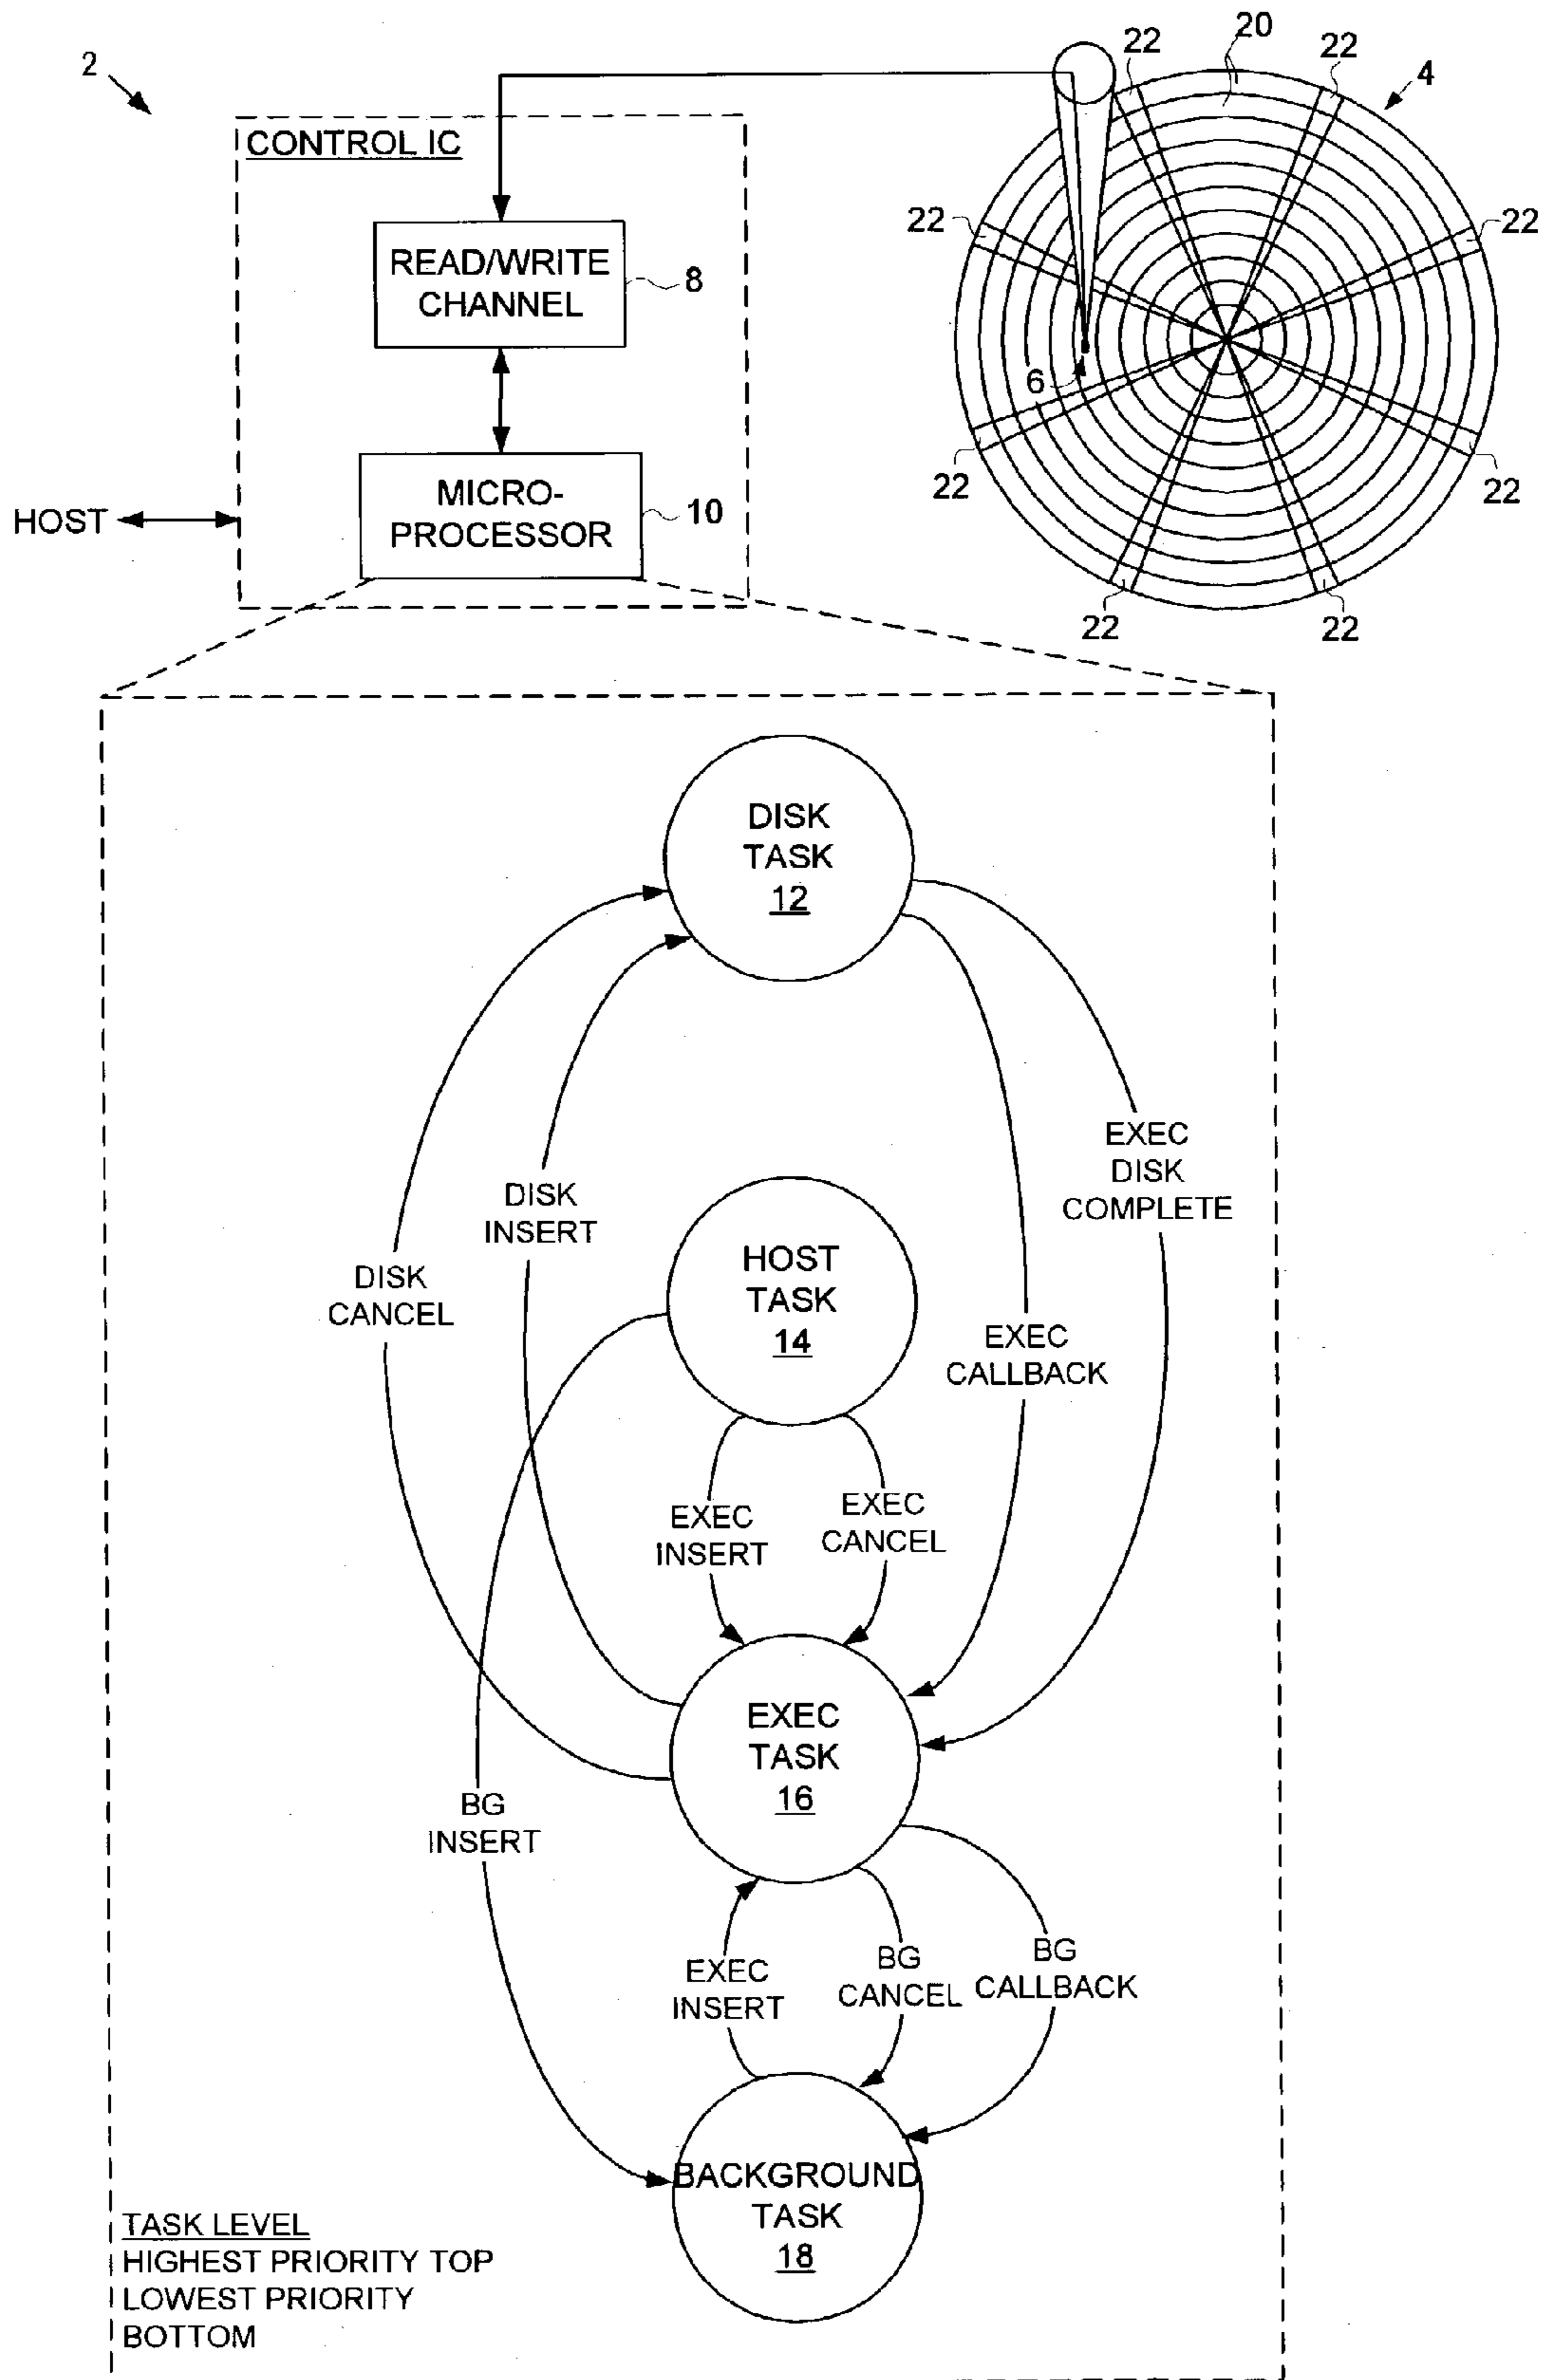 2
CONTROL IC
READ/WRITE
CHANNEL
8
MICRO-
PROCESSOR
10
HOST
20
22
22
4
22
22
6
22
22
22
22
DISK
TASK
12
EXEC
DISK
COMPLETE
DISK
INSERT
DISK
CANCEL
HOST
TASK
14
EXEC
CALLBACK
EXEC
INSERT
EXEC
CANCEL
EXEC
TASK
16
BG
INSERT
EXEC
INSERT
BG
CANCEL
BG
CALLBACK
BACKGROUND
TASK
18
TASK LEVEL
HIGHEST PRIORITY TOP
LOWEST PRIORITY
BOTTOM